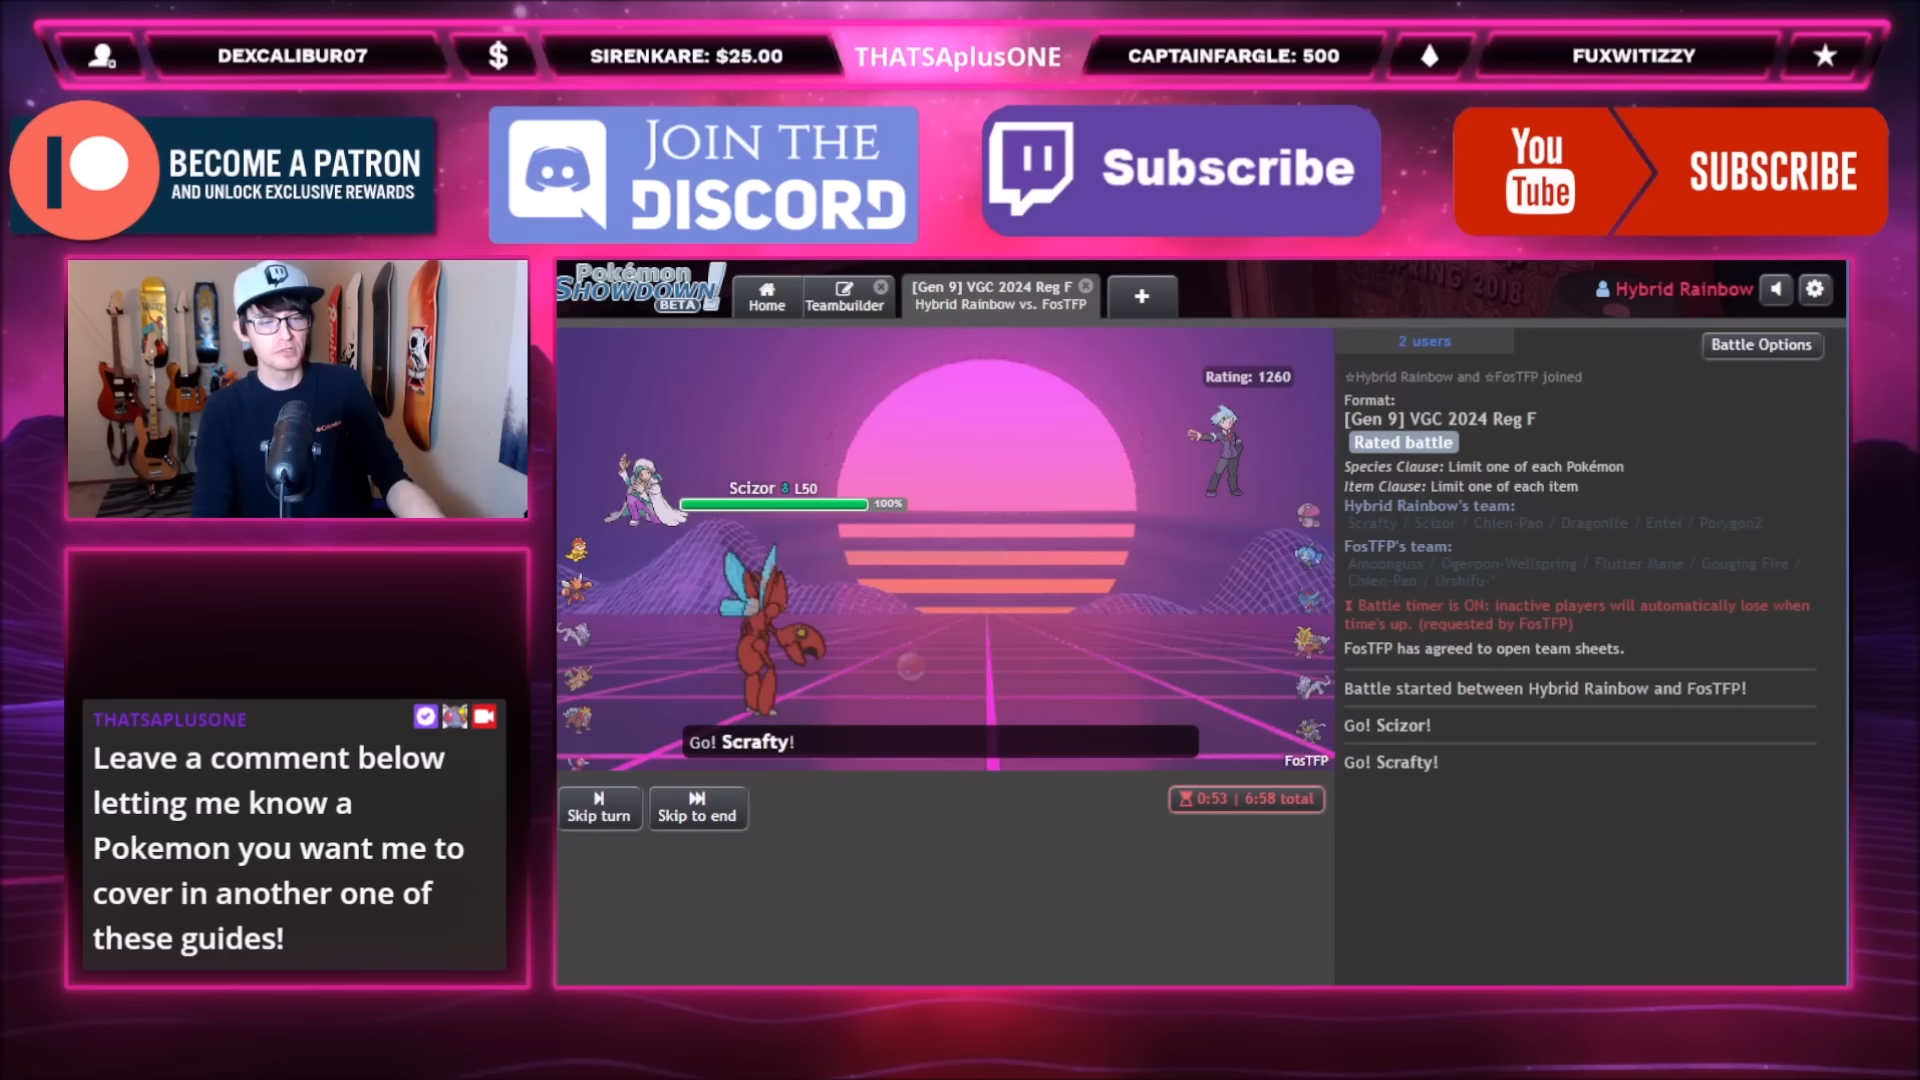 DEXCALIBUR07
$
SIRENKARE: $25.00
THATSAplusONE
CAPTAINFARGLE: 500
FUXWITIZZY
BECOME A PATRON
AND UNLOCK EXCLUSIVE REWARDS
JOIN THE
DISCORD
Subscribe
You
Tube
SUBSCRIBE
Pokémon
SHOWDOWN!
BETA
Home
Teambuilder
[Gen 9] VGC 2024 Reg F
Hybrid Rainbow vs. FosTFP
+
SPRING 2018
Hybrid Rainbow
2 users
Battle Options
Rating: 1260
Scizor L50
100%
Go! Scrafty!
FosTFP
Skip turn
Skip to end
0:53 | 6:58 total
☆Hybrid Rainbow and ☆FosTFP joined
Format:
[Gen 9] VGC 2024 Reg F
Rated battle
Species Clause: Limit one of each Pokémon
Item Clause: Limit one of each item
Hybrid Rainbow's team:
Scrafty / Scizor / Chien-Pao / Dragonite / Entei / Porygon2
FosTFP's team:
Amoonguss / Ogerpon-Wellspring / Flutter Mane / Gouging Fire /
Chien-Pao / Urshifu-*
Battle timer is ON: inactive players will automatically lose when
time's up. (requested by FosTFP)
FosTFP has agreed to open team sheets.
Battle started between Hybrid Rainbow and FosTFP!
Go! Scizor!
Go! Scrafty!
THATSAPLUSONE
Leave a comment below
letting me know a
Pokemon you want me to
cover in another one of
these guides!